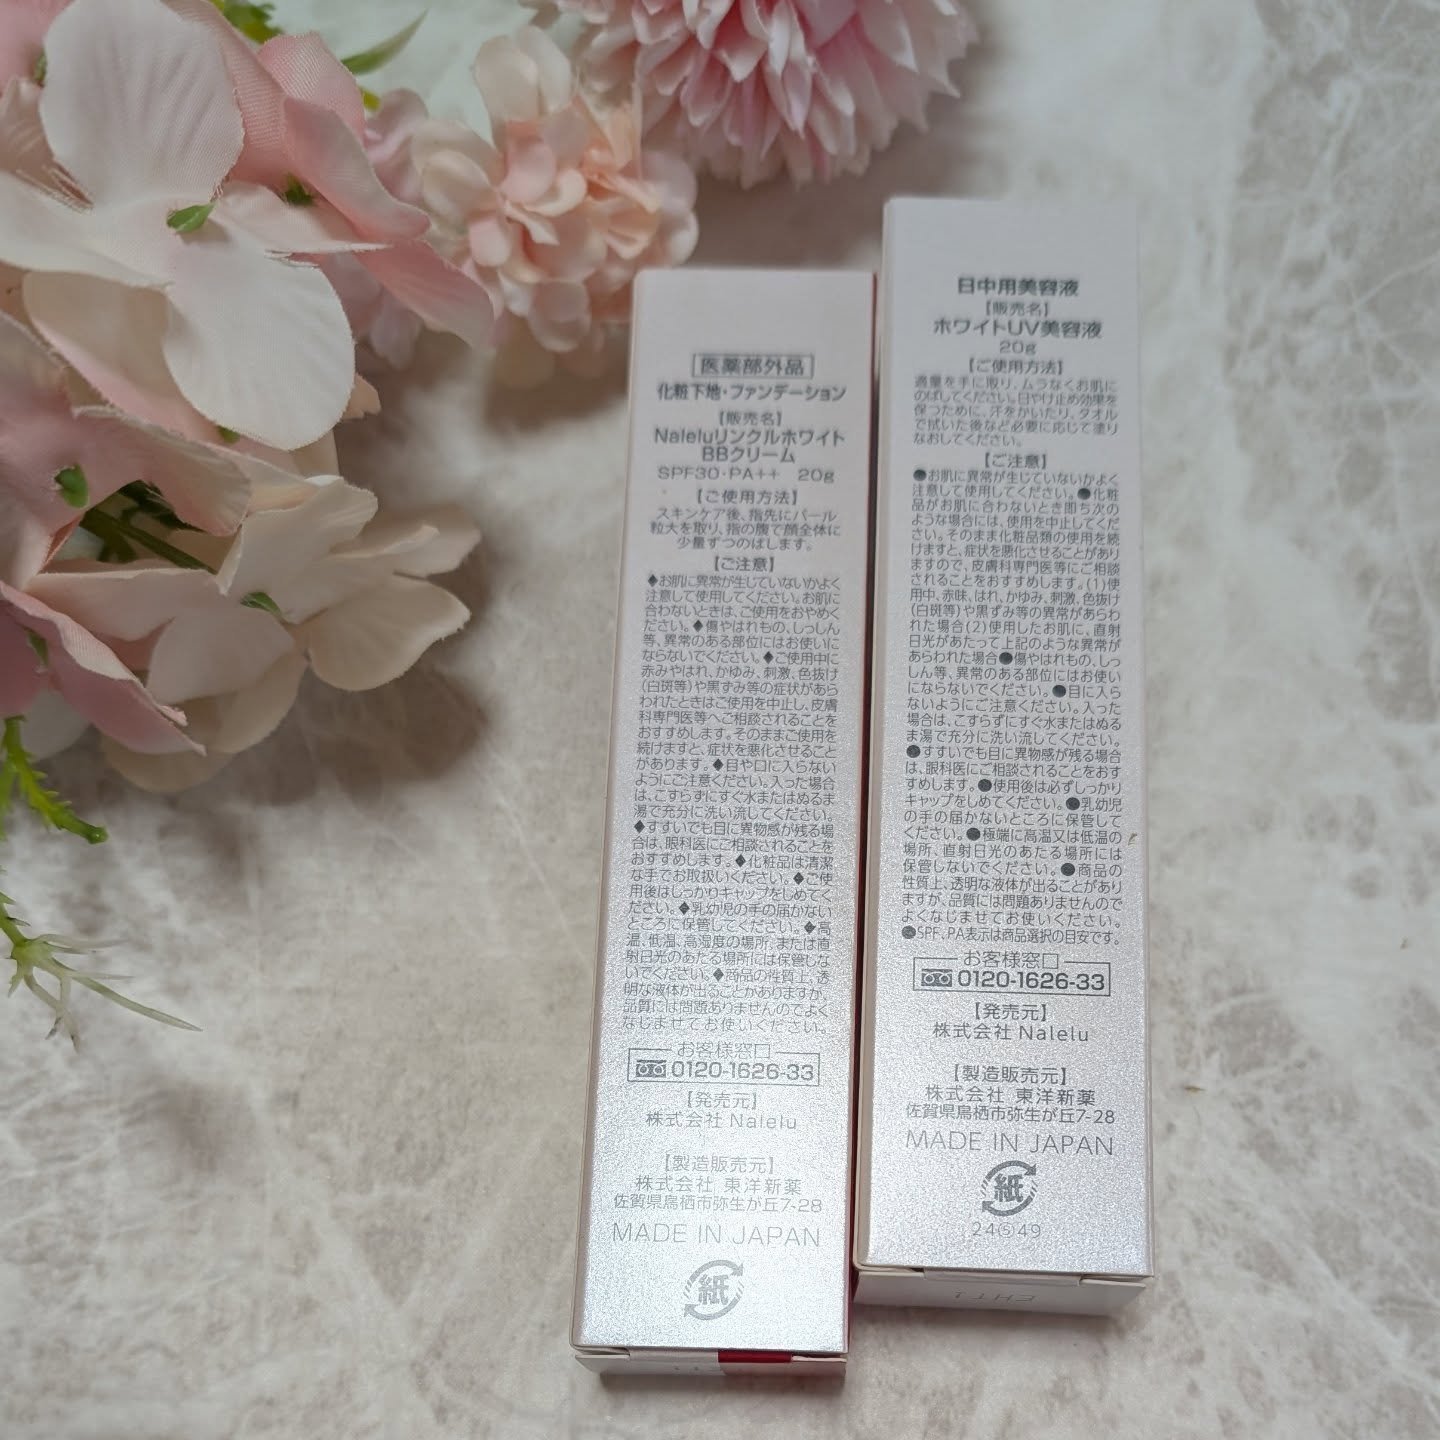 医薬部外品
化粧下地・ファンデーション
【販売名】
Naleluリンクルホワイト
BBクリーム
SPF30・PA++ 20g
【ご使用方法】
スキンケア後、指先にパール
粒大を取り、指の腹で顔全体に
少量ずつのばします。
【ご注意】
♦お肌に異常が生じていないかよく
注意して使用してください。お肌に
合わないときは、ご使用をおやめく
ださい。♦傷やはれもの、しっしん
等、異常のある部位にはお使いに
ならないでください。♦ご使用中に
赤みやはれ、かゆみ、刺激、色抜け
(白斑等)や黒ずみ等の症状があら
われたときはご使用を中止し、皮膚
科専門医等へご相談されることを
おすすめします。そのままご使用を
続けますと、症状を悪化させること
があります。♦目や口に入らない
ようにご注意ください。入った場合
は、こすらずにすぐ水またはぬるま
湯で充分に洗い流してください。
♦すすいでも目に異物感が残る場
合は、眼科医にご相談されることを
おすすめします。♦化粧品は清潔
な手でお取扱いください。♦ご使
用後はしっかりキャップをしめてく
ださい。♦乳幼児の手の届かない
ところに保管してください。♦高
温、低温、高湿度の場所、または直
射日光のあたる場所には保管しな
いでください。♦商品の性質上、透
明な液体が出ることがありますが、
品質には問題ありませんのでよく
なじませてお使いください。
お客様窓口
0120-1626-33
【発売元】
株式会社 Nalelu
【製造販売元】
株式会社 東洋新薬
佐賀県鳥栖市弥生が丘7-28
MADE IN JAPAN
紙
日中用美容液
【販売名】
ホワイトUV美容液
20g
【ご使用方法】
適量を手に取り、ムラなくお肌に
のばしてください。日やけ止め効果を
保つために、汗をかいたり、タオル
で拭いた後など必要に応じて塗り
なおしてください。
【ご注意】
●お肌に異常が生じていないかよく
注意して使用してください。●化粧
品がお肌に合わないとき即ち次の
ような場合には、使用を中止してくだ
さい。そのまま化粧品類の使用を続
けますと、症状を悪化させることがあり
ますので、皮膚科専門医等にご相談
されることをおすすめします。(1)使
用中、赤味、はれ、かゆみ、刺激、色抜け
(白斑等)や黒ずみ等の異常があらわ
れた場合(2)使用したお肌に、直射
日光があたって上記のような異常が
あらわれた場合●傷やはれもの、しっ
しん等、異常のある部位にはお使い
にならないでください。●目に入ら
ないようにご注意ください。入った
場合は、こすらずにすぐ水またはぬる
ま湯で充分に洗い流してください。
●すすいでも目に異物感が残る場合
は、眼科医にご相談されることをおす
すめします。●使用後は必ずしっかり
キャップをしめてください。●乳幼児
の手の届かないところに保管して
ください。●極端に高温又は低温の
場所、直射日光のあたる場所には
保管しないでください。●商品の
性質上、透明な液体が出ることがあり
ますが、品質には問題ありませんので
よくなじませてお使いください。
●SPF、PA表示は商品選択の目安です。
お客様窓口
0120-1626-33
【発売元】
株式会社 Nalelu
【製造販売元】
株式会社 東洋新薬
佐賀県鳥栖市弥生が丘7-28
MADE IN JAPAN
紙